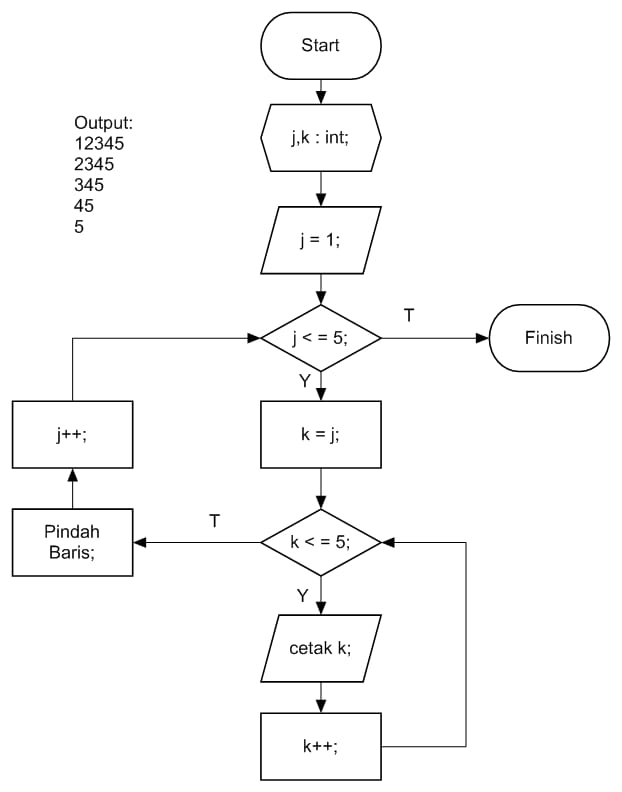 Start
Output:
12345
2345
345
45
5
j,k : int;
j = 1;
j < = 5;
T
Finish
Y
j++;
k = j;
Pindah
Baris;
T
k < = 5;
Y
cetak k;
k++;